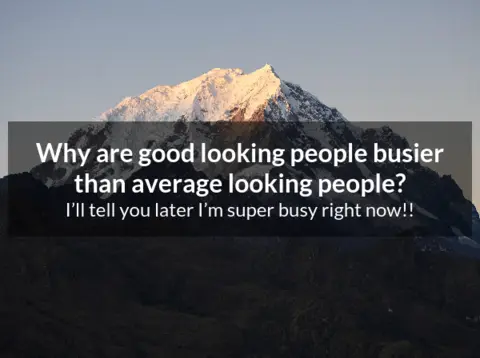 Why are good looking people busier
than average looking people?
I'll tell you later I'm super busy right now!!